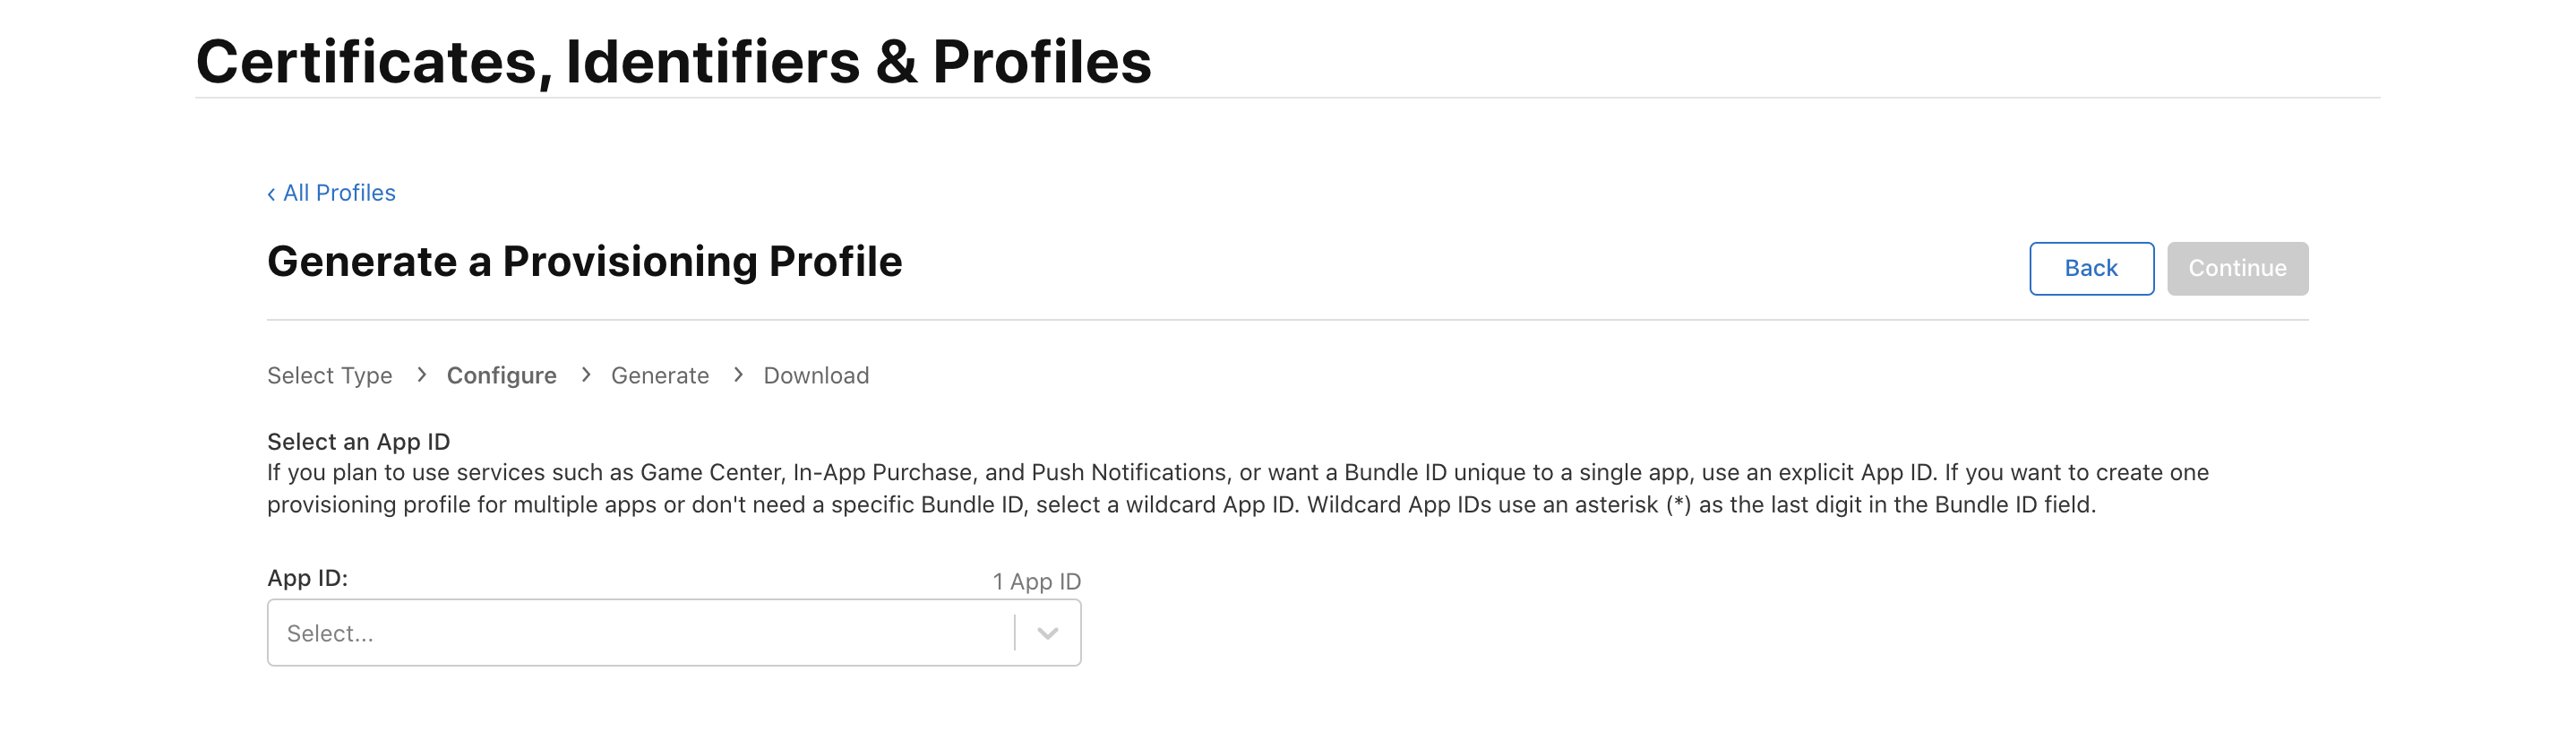 Certificates, Identifiers & Profiles
‹ All Profiles
Generate a Provisioning Profile
Back
Continue
Select Type > Configure > Generate > Download
Select an App ID
If you plan to use services such as Game Center, In-App Purchase, and Push Notifications, or want a Bundle ID unique to a single app, use an explicit App ID. If you want to create one
provisioning profile for multiple apps or don't need a specific Bundle ID, select a wildcard App ID. Wildcard App IDs use an asterisk (*) as the last digit in the Bundle ID field.
App ID:
1 App ID
Select...